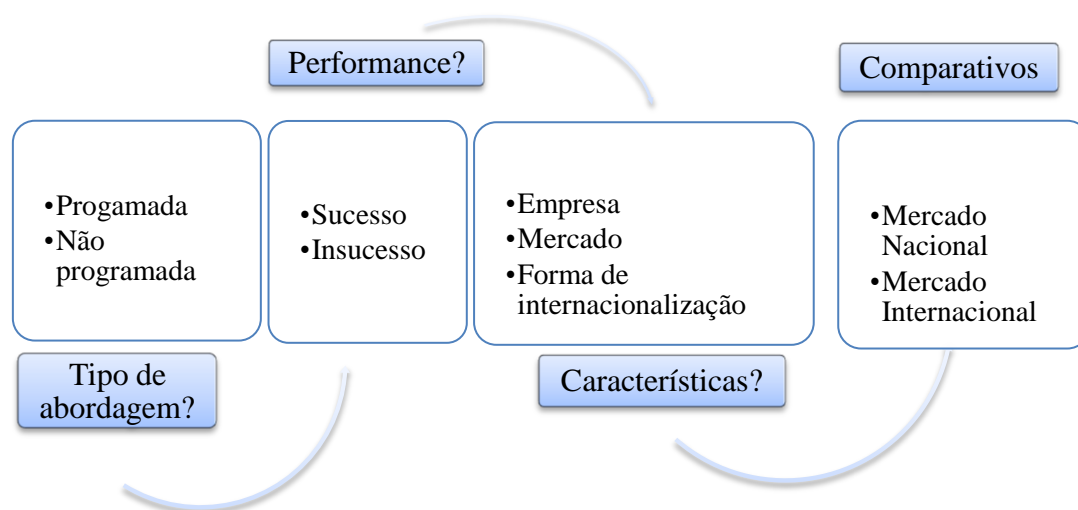 Performance?
Comparativos
•Progamada
•Não
programada
•Sucesso
•Insucesso
•Empresa
•Mercado
•Forma de
internacionalização
•Mercado
Nacional
•Mercado
Internacional
Tipo de
abordagem?
Características?